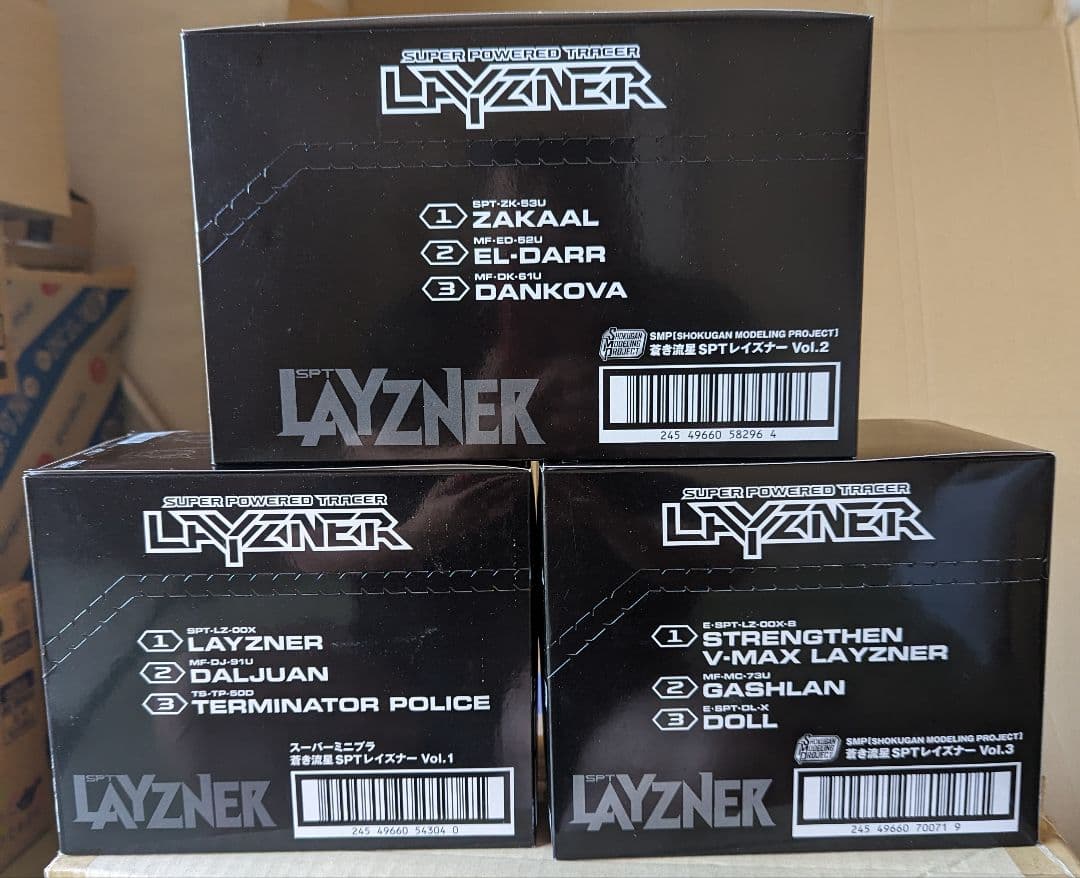 SUPER POWERED TRACER
LAYZNER
SPT-ZK-53U
1 ZAKAAL
MF-ED-52U
2 EL-DARR
MF-DK-61U
3 DANKOVA
SHOKUGAN MODELING PROJECT
SMP[SHOKUGAN MODELING PROJECT]
蒼き流星SPTレイズナー Vol.2
SPT
LAYZNER
245 49660 58296 4
SUPER POWERED TRACER
LAYZNER
SPT-LZ-00X
1 LAYZNER
MF-DJ-91U
2 DALJUAN
TS-TP-50D
3 TERMINATOR POLICE
スーパーミニプラ
蒼き流星SPTレイズナー Vol.1
SPT
LAYZNER
245 49660 54304 0
SUPER POWERED TRACER
LAYZNER
E-SPT-LZ-00X-B
1 STRENGTHEN
V-MAX LAYZNER
MF-MC-73U
2 GASHLAN
E-SPT-DL-X
3 DOLL
SHOKUGAN MODELING PROJECT
SMP[SHOKUGAN MODELING PROJECT]
蒼き流星SPTレイズナー Vol.3
SPT
LAYZNER
245 49660 70071 9